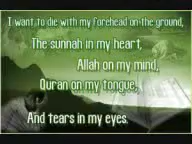 I want to die with my forehead on the ground,
The sunnah in my heart,
Allah on my mind,
Quran on my tongue,
And tears in my eyes.